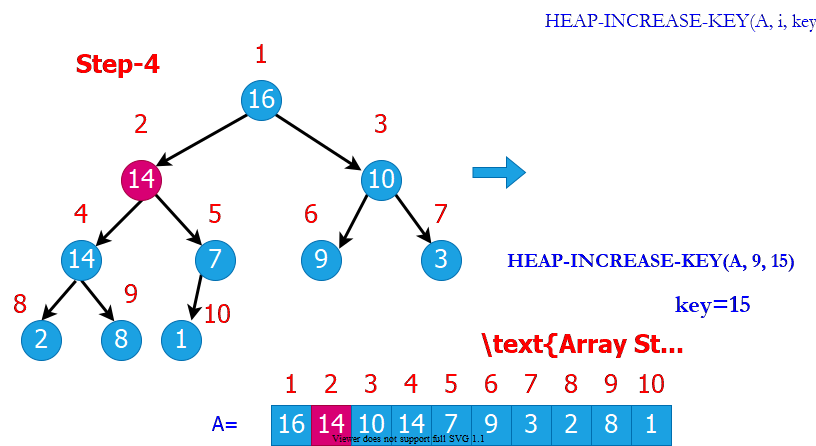 HEAP-INCREASE-KEY(A, i, key
Step-4
1
16
2
3
14
10
4
5
6
7
14
7
9
3
HEAP-INCREASE-KEY(A, 9, 15)
8
9
10
key=15
2
8
1
\text{Array St...
1 2 3 4 5 6 7 8 9 10
A= 16 14 10 14 7 9 3 2 8 1
Viewer does not support full SVG 1.1